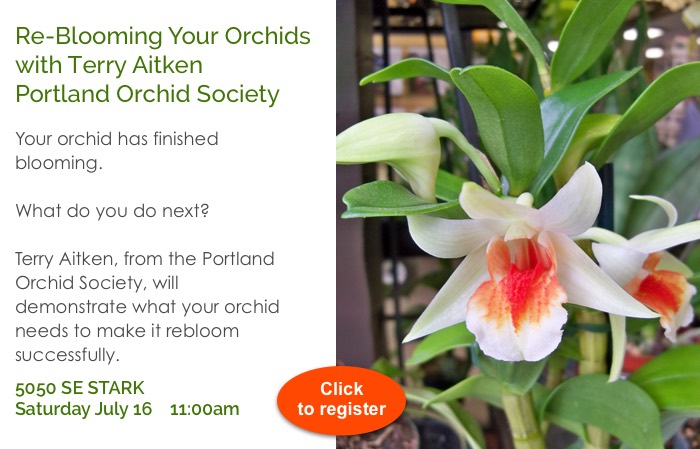 Re-Blooming Your Orchids
with Terry Aitken
Portland Orchid Society
Your orchid has finished
blooming.
What do you do next?
Terry Aitken, from the Portland
Orchid Society, will
demonstrate what your orchid
needs to make it rebloom
successfully.
5050 SE STARK
Saturday July 16    11:00am
Click
to register